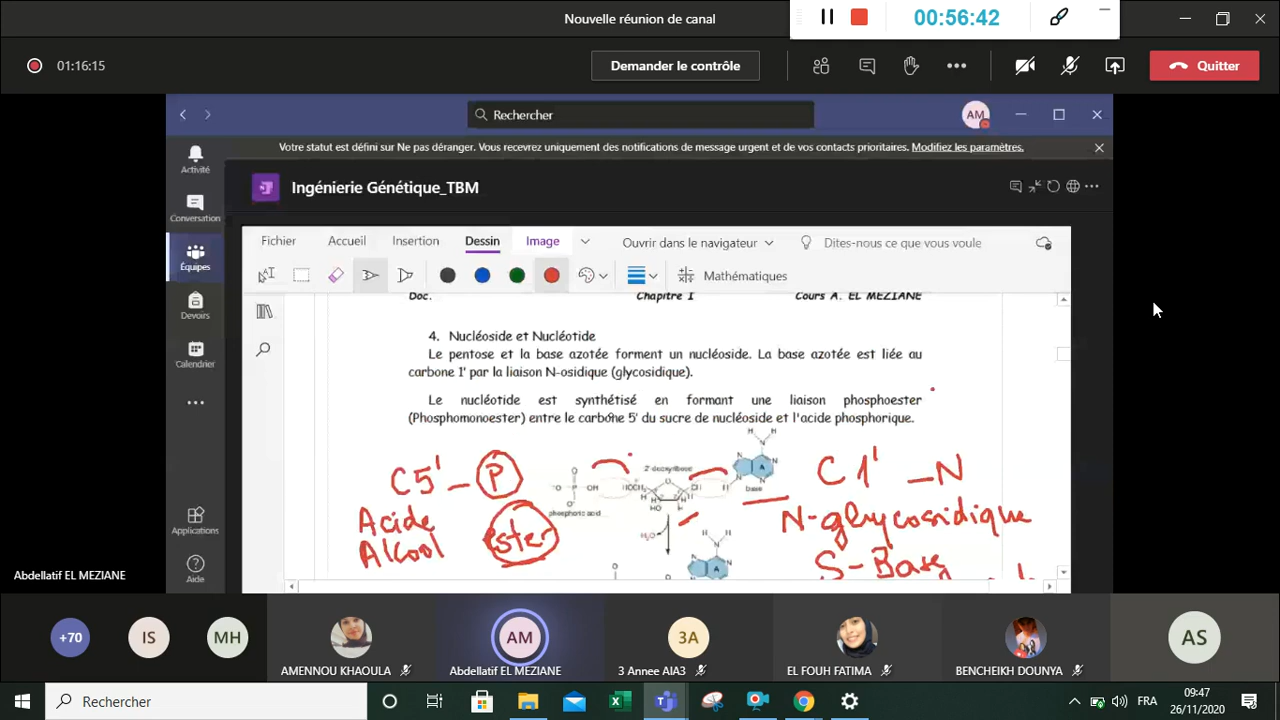 Nouvelle réunion de canal
00:56:42
01:16:15
Demander le contrôle
Quitter
Rechercher
AM
Votre statut est défini sur Ne pas déranger. Vous recevrez uniquement des notifications de message urgent et de vos contacts prioritaires. Modifiez les paramètres.
Activité
Conversation
Équipes
Devoirs
Calendrier
Applications
Aide
Ingénierie Génétique_TBM
Fichier Accueil Insertion Dessin Image Ouvrir dans le navigateur Dites-nous ce que vous voule
Mathématiques
Doc. Chapitre I Cours A. EL MEZIANE
4. Nucléoside et Nucléotide
Le pentose et la base azotée forment un nucléoside. La base azotée est liée au
carbone 1' par la liaison N-osidique (glycosidique).
Le nucléotide est synthétisé en formant une liaison phosphoester
(Phosphomonoester) entre le carbone 5' du sucre de nucléoside et l'acide phosphorique.
C5' - P
Acide
Alcool
ester
phosphoric acid
2'-deoxyribose
base
A
H2O
A
C1' - N
N-glycosidique
S-Base
Abdellatif EL MEZIANE
+70
IS
MH
AMENNOU KHAOULA
AM
Abdellatif EL MEZIANE
3A
3 Annee AIA3
EL FOUH FATIMA
BENCHEIKH DOUNYA
AS
Rechercher
FRA
09:47
26/11/2020